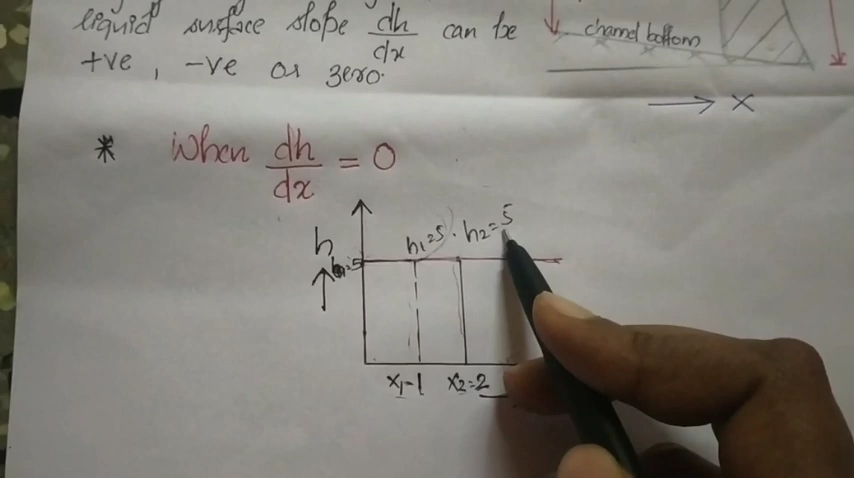 liquid surface slope dh/dx can be
+ve, -ve or zero.
channel bottom
→ x
* When dh/dx = 0
h
h₁=5 . h₂=5
x₁-1 x₂=2